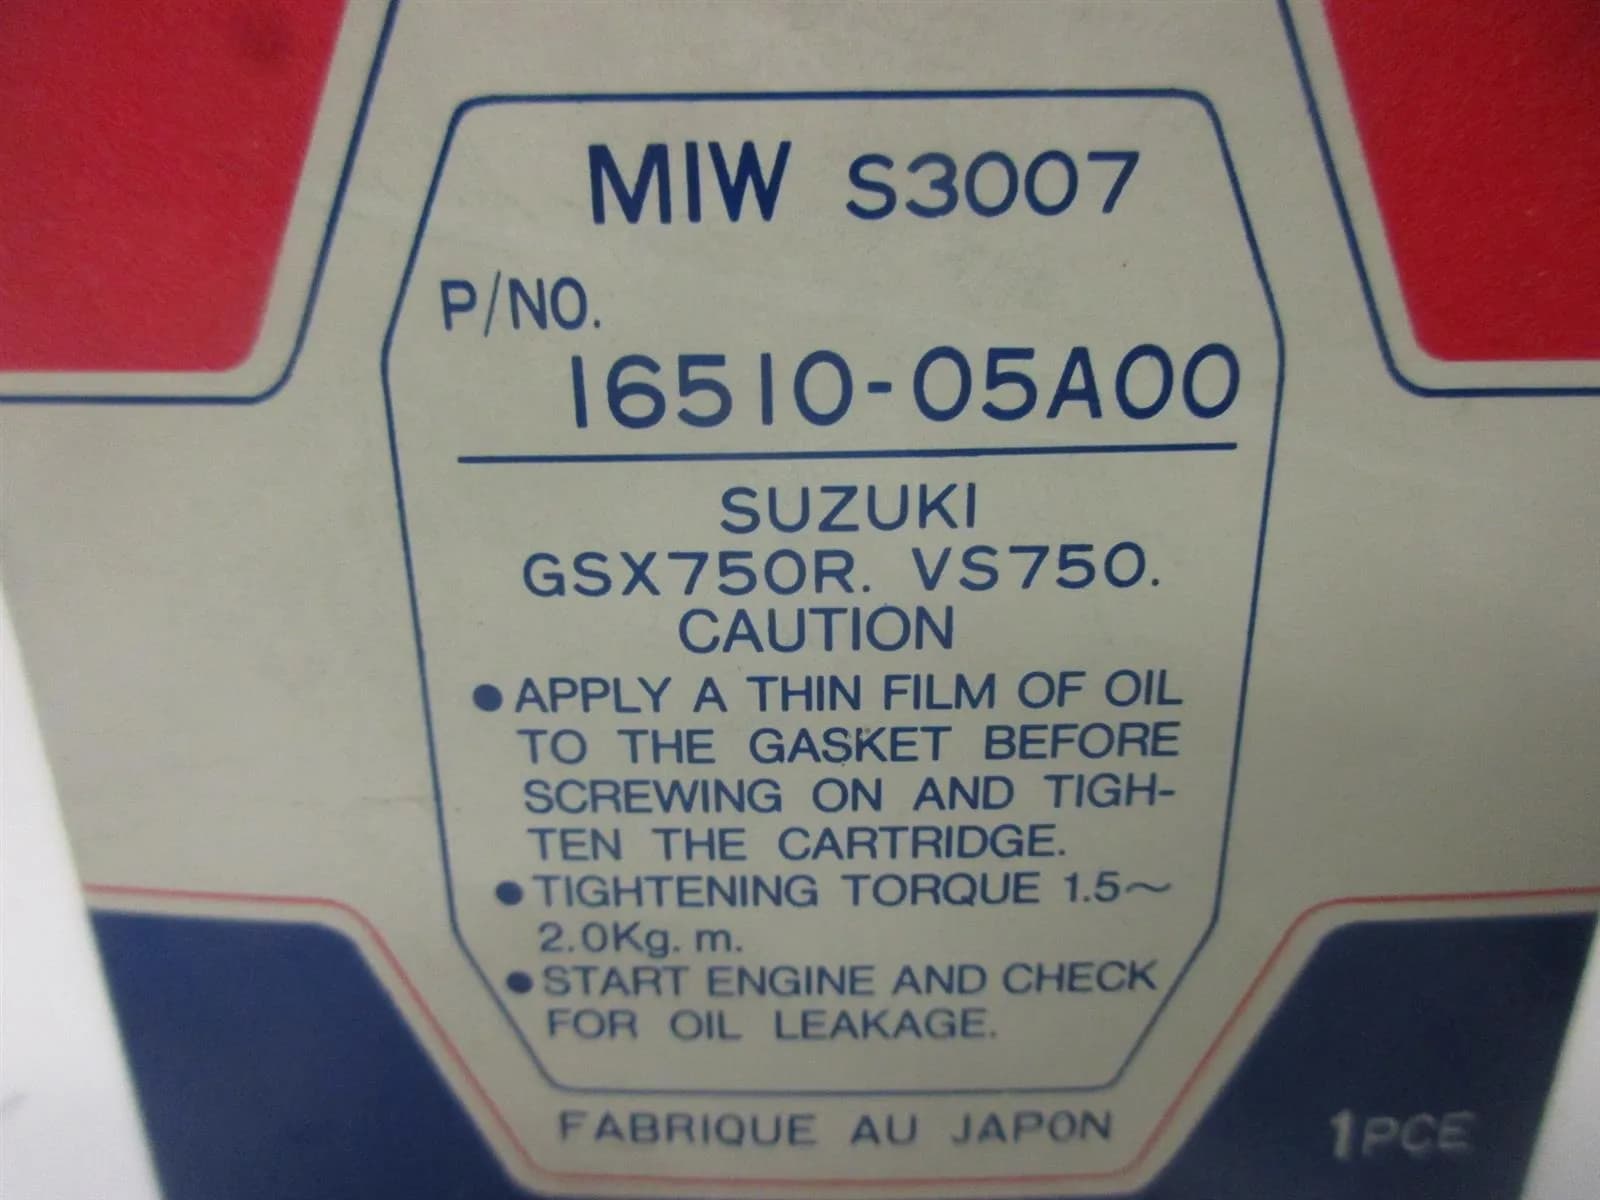 MIW S3007
P/NO.
16510-05A00
SUZUKI
GSX750R. VS750.
CAUTION
●APPLY A THIN FILM OF OIL
TO THE GASKET BEFORE
SCREWING ON AND TIGH-
TEN THE CARTRIDGE.
●TIGHTENING TORQUE 1.5~
2.0Kg. m.
●START ENGINE AND CHECK
FOR OIL LEAKAGE.
FABRIQUE AU JAPON
1PCE